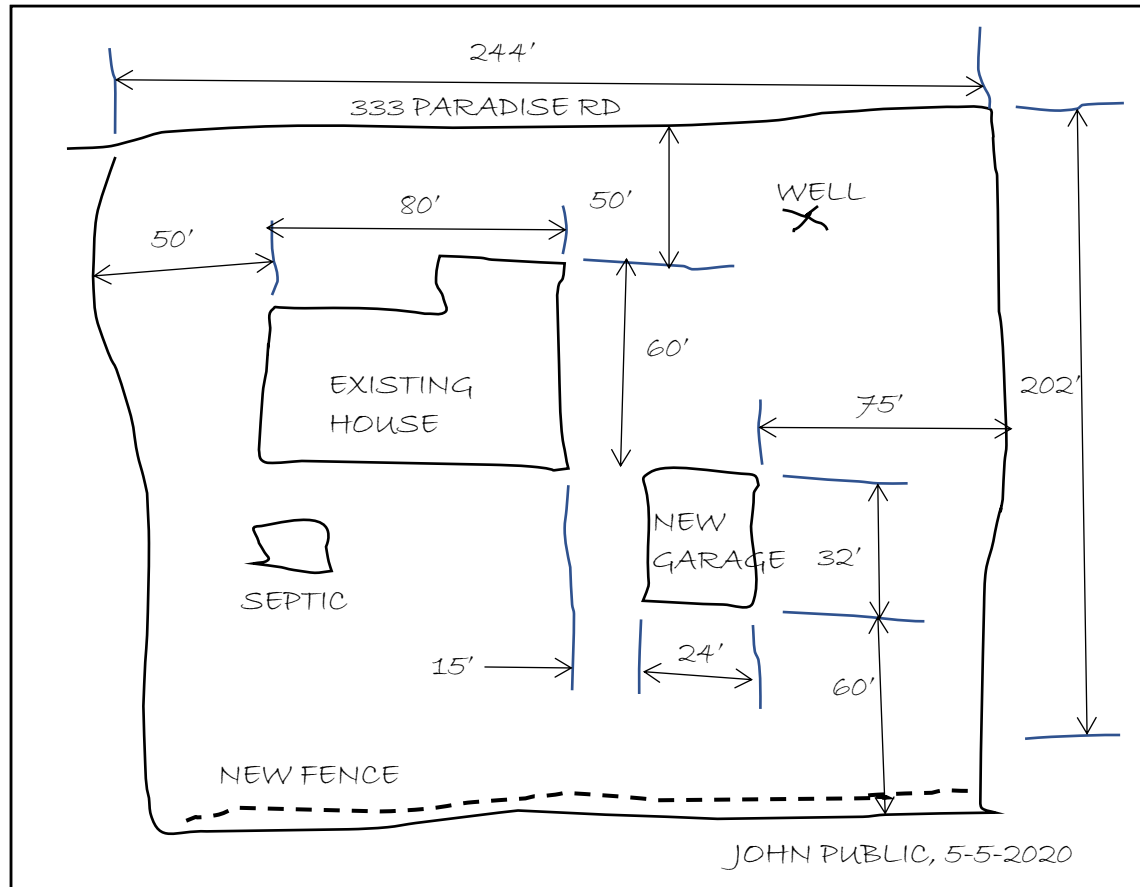 244'
333 PARADISE RD
WELL
80'
50'
50'
60'
EXISTING
HOUSE
202'
75'
NEW
GARAGE
32'
SEPTIC
15'
24'
60'
NEW FENCE
JOHN PUBLIC, 5-5-2020